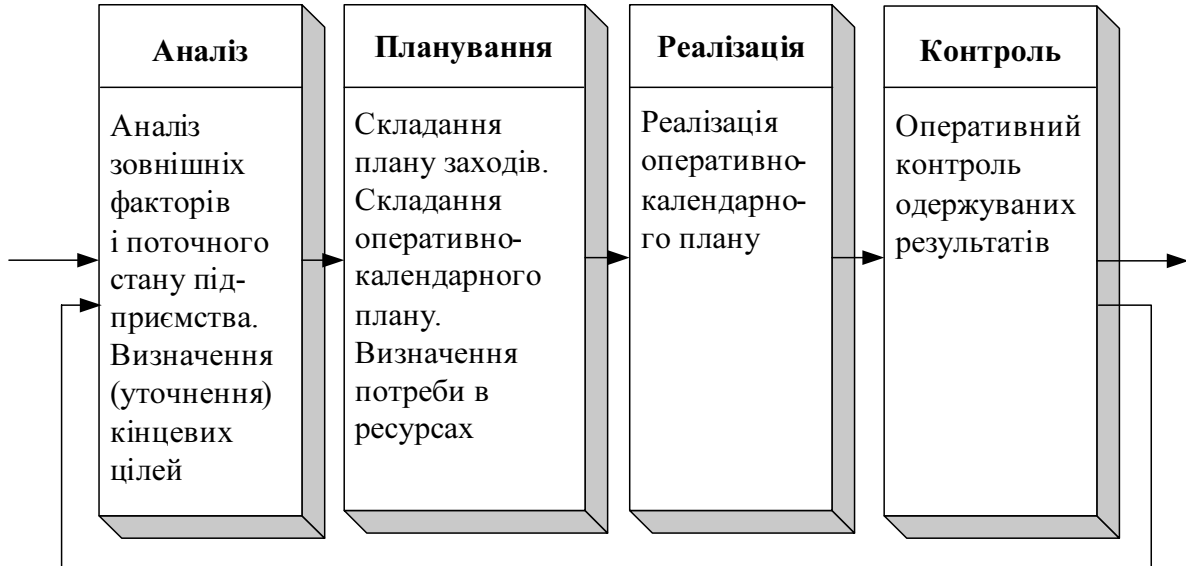 Аналіз
Аналіз
зовнішніх
факторів
і поточного
стану під-
приємства.
Визначення
(уточнення)
кінцевих
цілей
Планування
Складання
плану заходів.
Складання
оперативно-
календарного
плану.
Визначення
потреби в
ресурсах
Реалізація
Реалізація
оперативно-
календарно-
го плану
Контроль
Оперативний
контроль
одержуваних
результатів